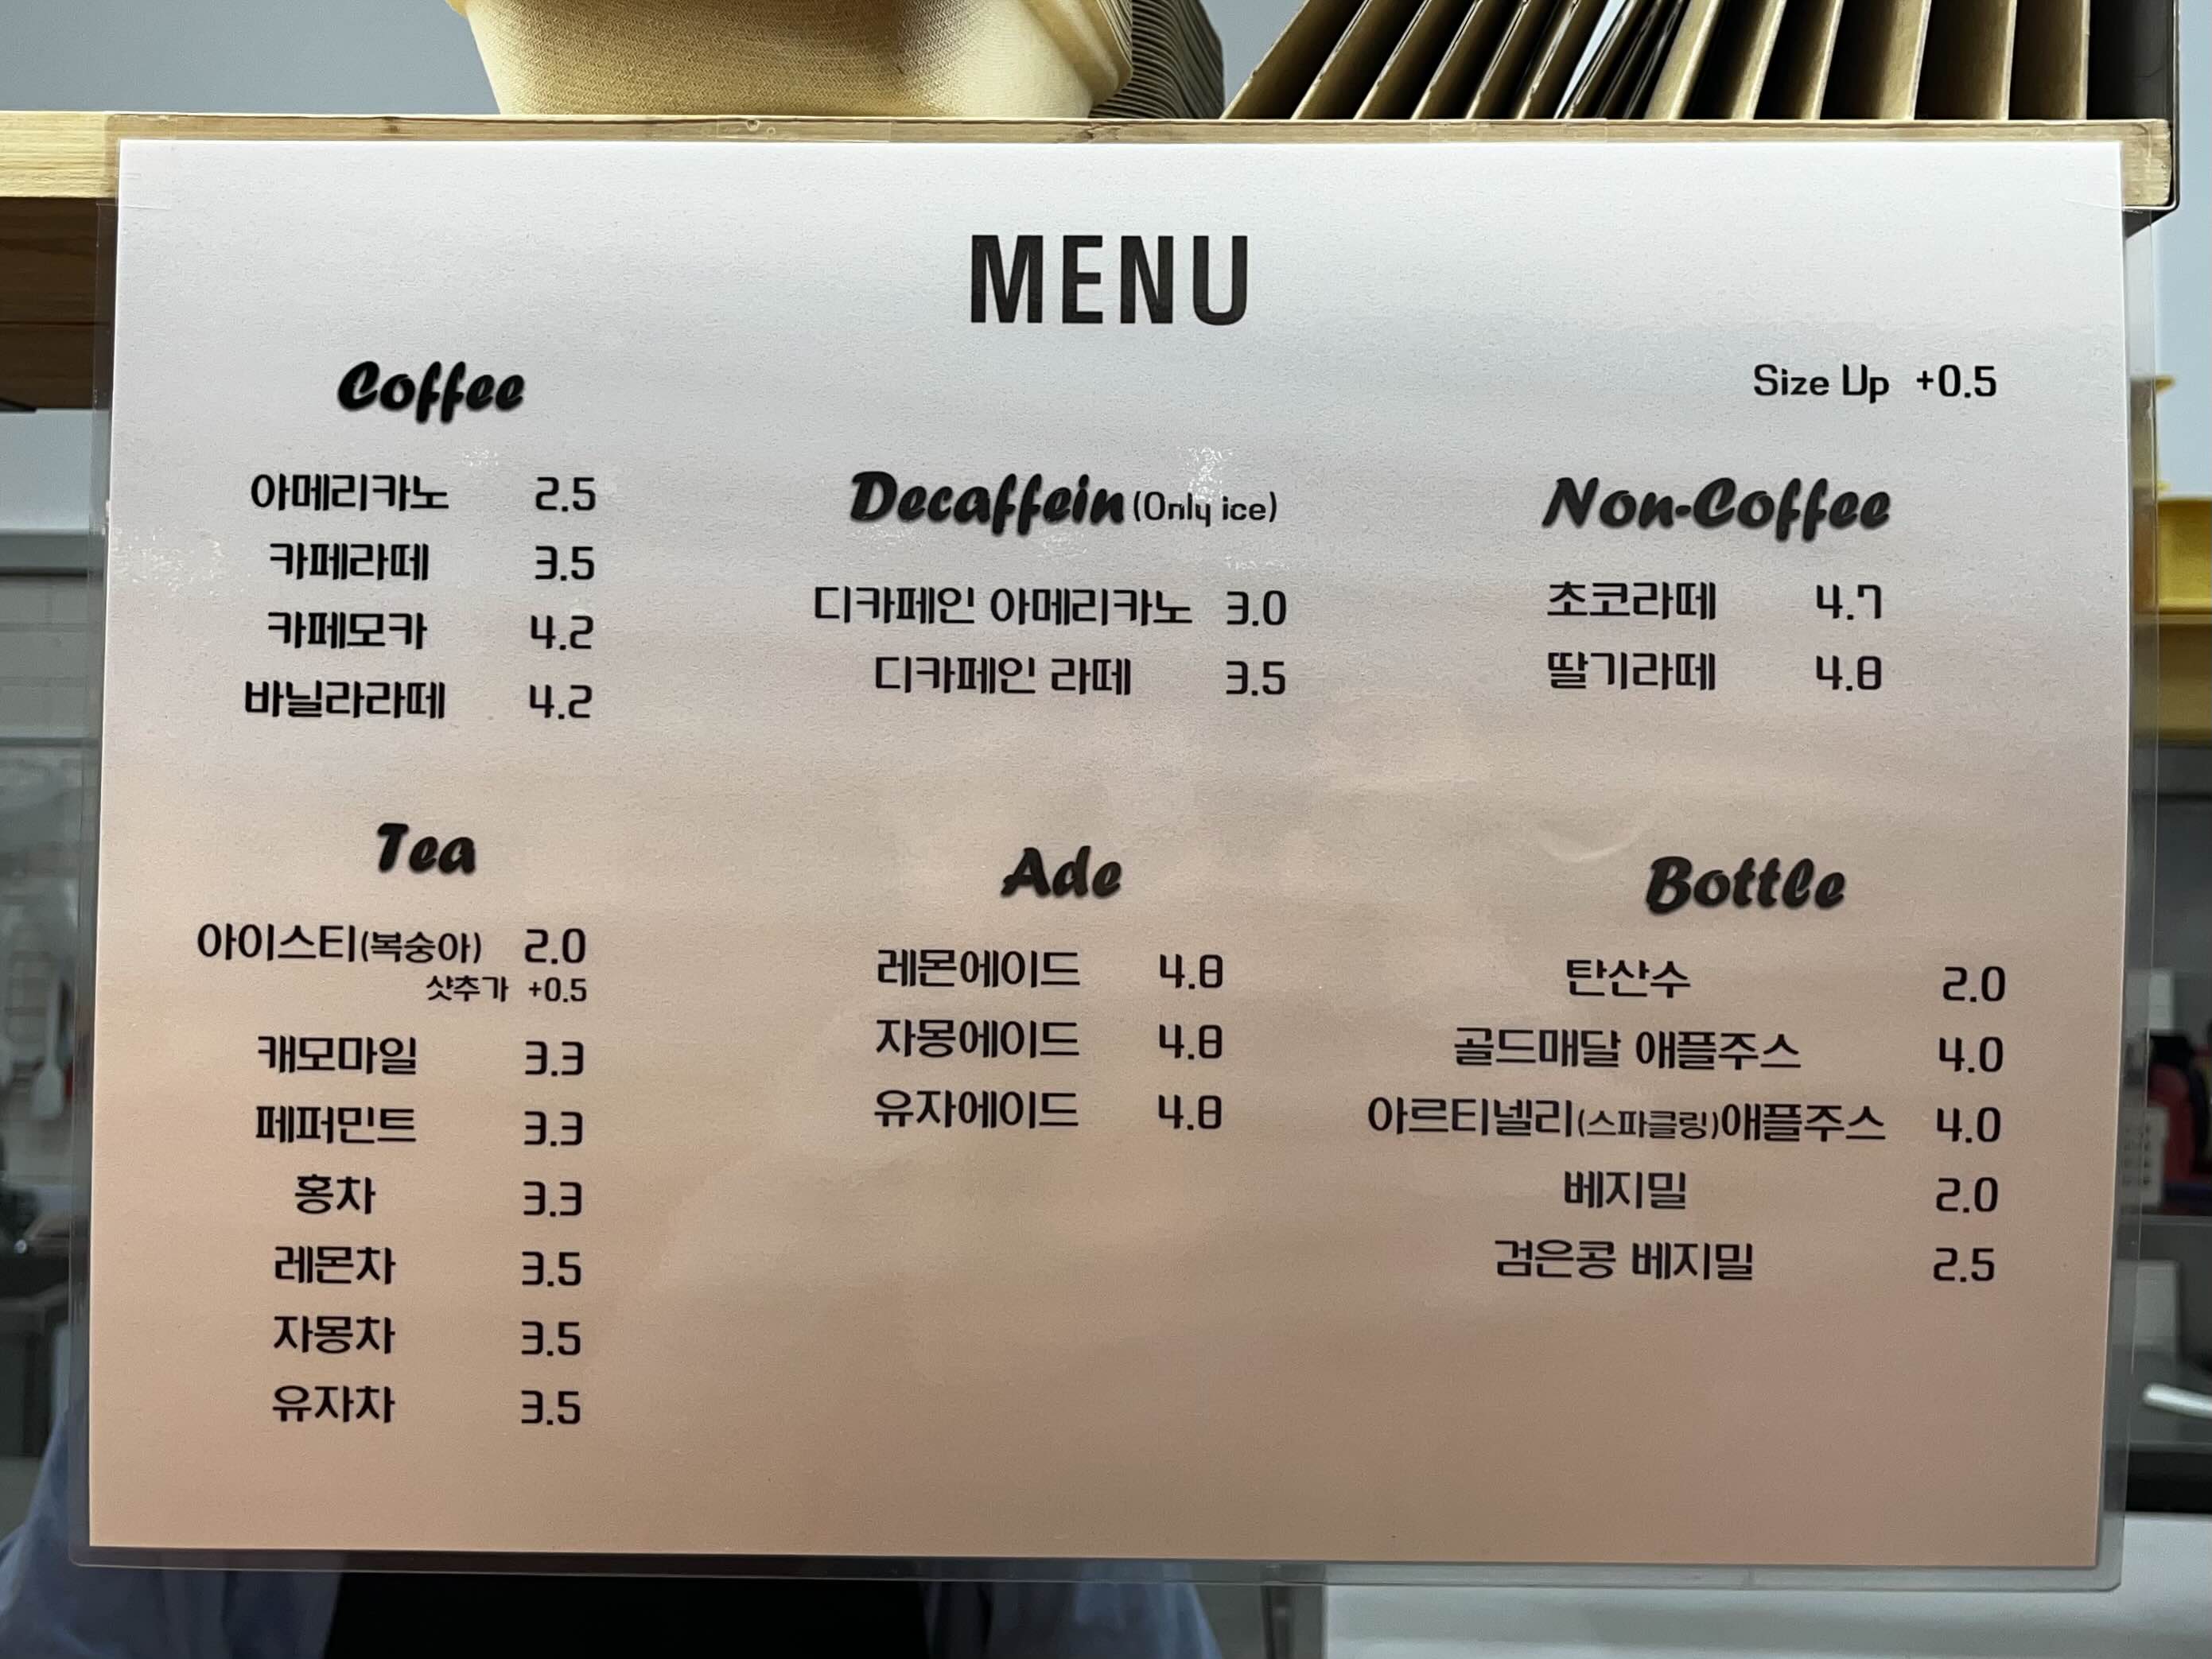 MENU
Size Up +0.5
Coffee
아메리카노 2.5
카페라떼 3.5
카페모카 4.2
바닐라라떼 4.2
Decaffein (Only ice)
디카페인 아메리카노 3.0
디카페인 라떼 3.5
Non-Coffee
초코라떼 4.7
딸기라떼 4.8
Tea
아이스티(복숭아) 2.0
샷추가 +0.5
캐모마일 3.3
페퍼민트 3.3
홍차 3.3
레몬차 3.5
자몽차 3.5
유자차 3.5
Ade
레몬에이드 4.8
자몽에이드 4.8
유자에이드 4.8
Bottle
탄산수 2.0
골드매달 애플주스 4.0
아르티넬리(스파클링)애플주스 4.0
베지밀 2.0
검은콩 베지밀 2.5